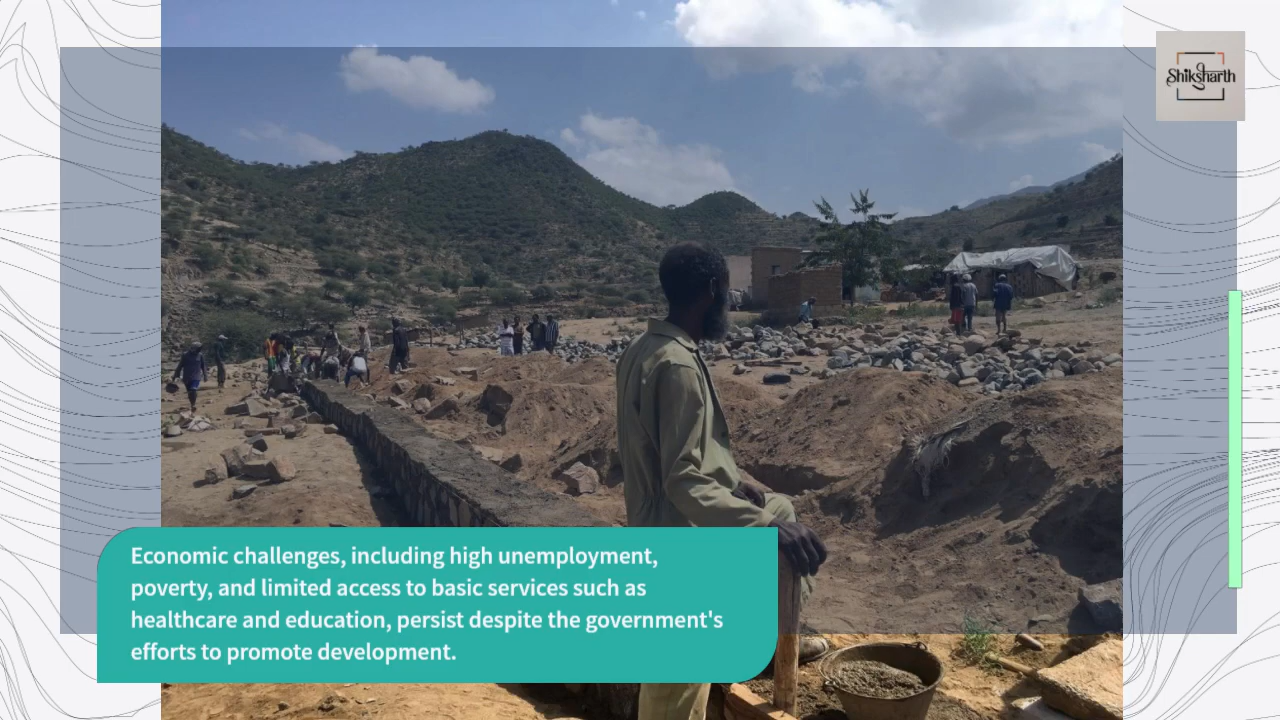 Shiksharth
Economic challenges, including high unemployment,
poverty, and limited access to basic services such as
healthcare and education, persist despite the government's
efforts to promote development.